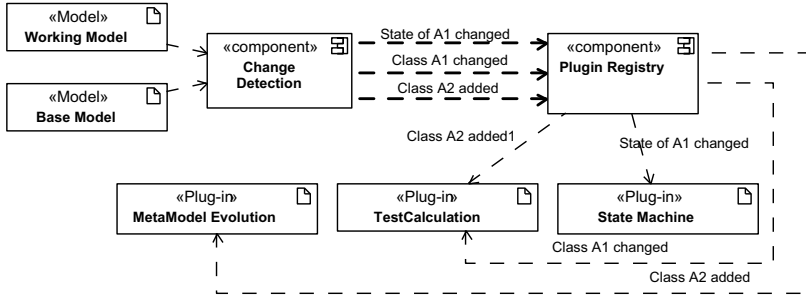 «Model»
Working Model
«Model»
Base Model
«component»
Change
Detection
State of A1 changed
Class A1 changed
Class A2 added
«component»
Plugin Registry
Class A2 added1
State of A1 changed
«Plug-in»
MetaModel Evolution
«Plug-in»
TestCalculation
«Plug-in»
State Machine
Class A1 changed
Class A2 added